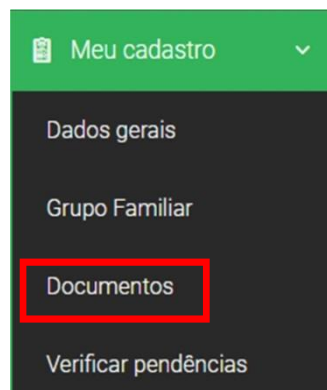 Meu cadastro
Dados gerais
Grupo Familiar
Documentos
Verificar pendências